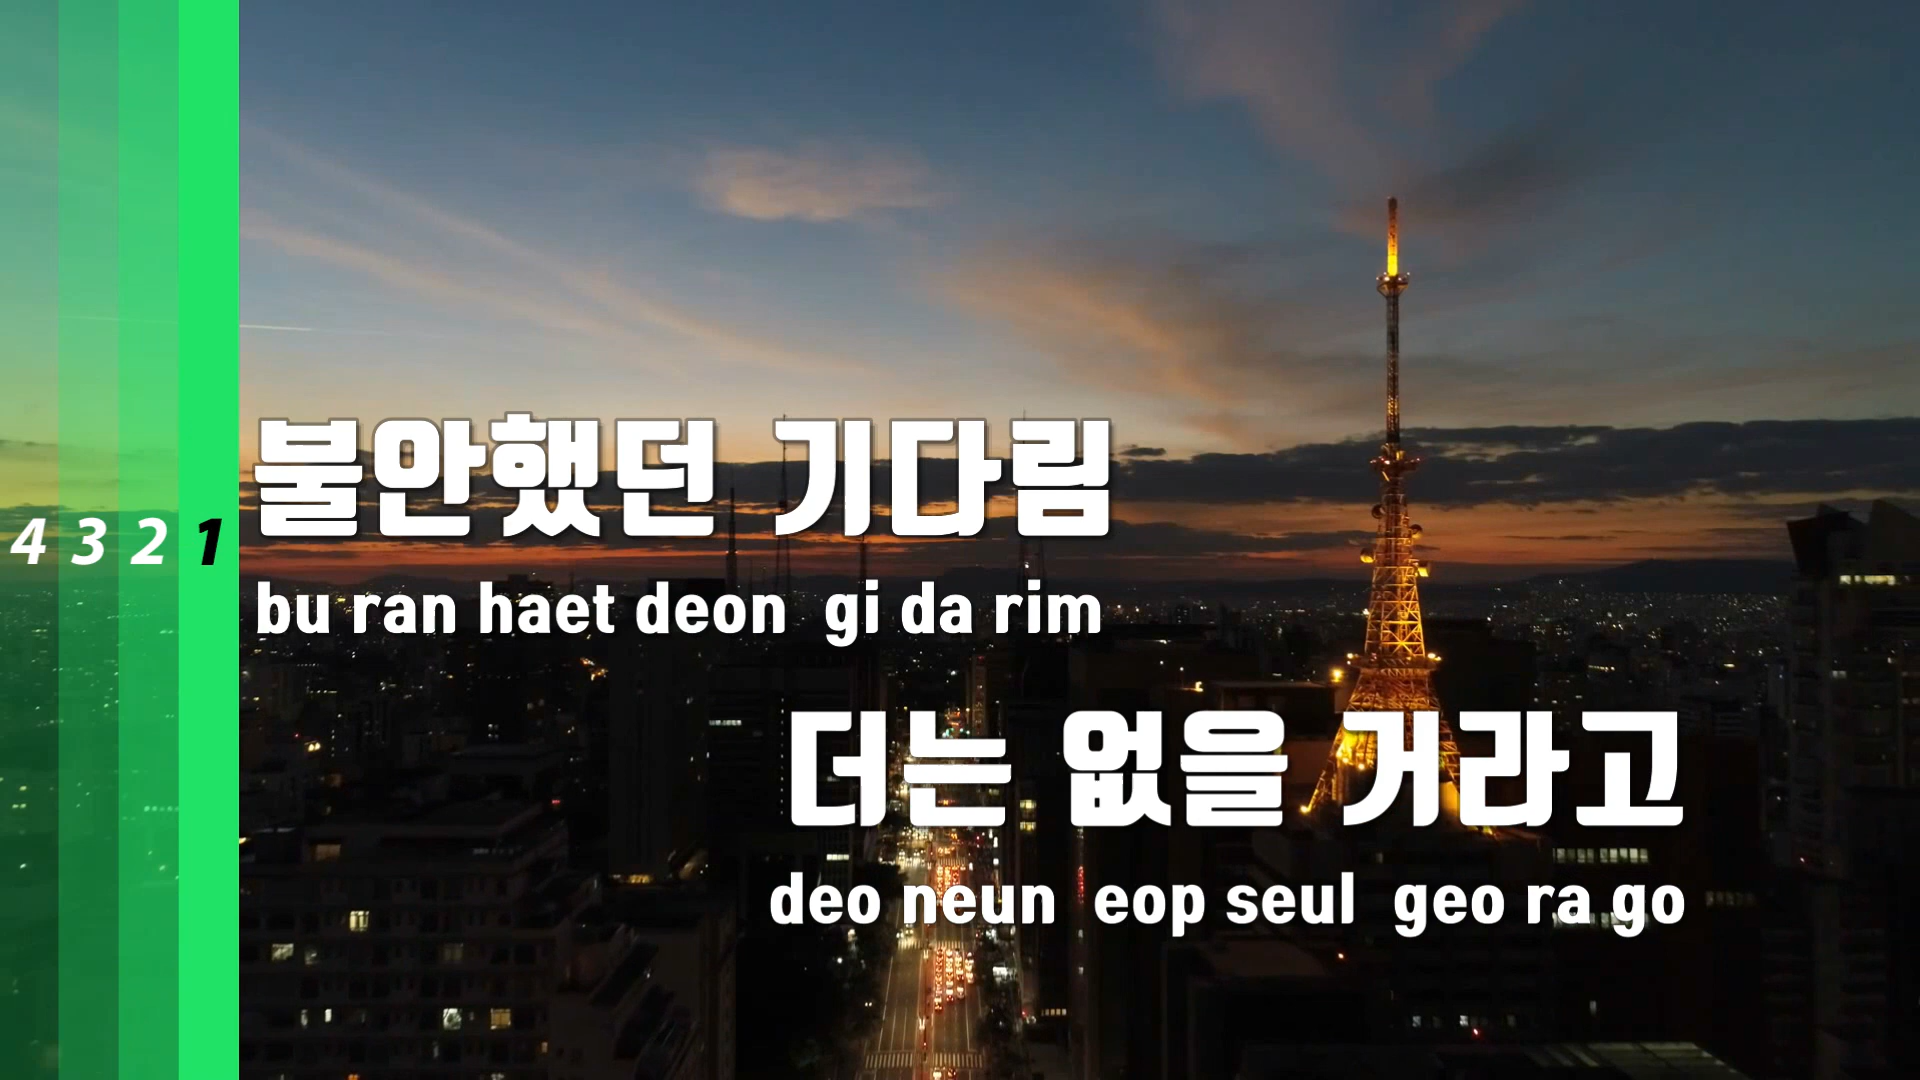 불안했던 기다림
4 3 2 1
bu ran haet deon gi da rim
더는 없을 거라고
deo neun eop seul geo ra go